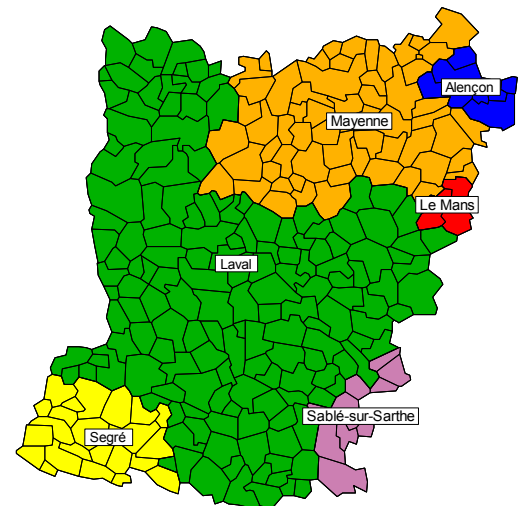 Alençon
Mayenne
Le Mans
Laval
Sablé-sur-Sarthe
Segré